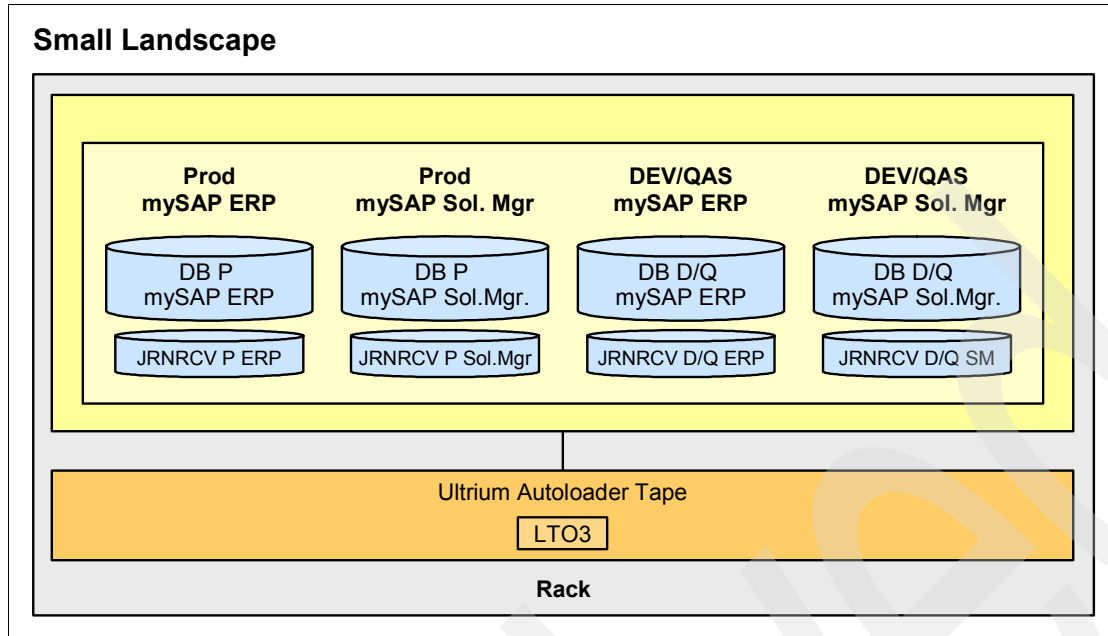 Small Landscape
Prod
mySAP ERP
Prod
mySAP Sol. Mgr
DEV/QAS
mySAP ERP
DEV/QAS
mySAP Sol. Mgr
DB P
mySAP ERP
DB P
mySAP Sol.Mgr.
DB D/Q
mySAP ERP
DB D/Q
mySAP Sol.Mgr.
JRNRCV P ERP
JRNRCV P Sol.Mgr
JRNRCV D/Q ERP
JRNRCV D/Q SM
Ultrium Autoloader Tape
LTO3
Rack